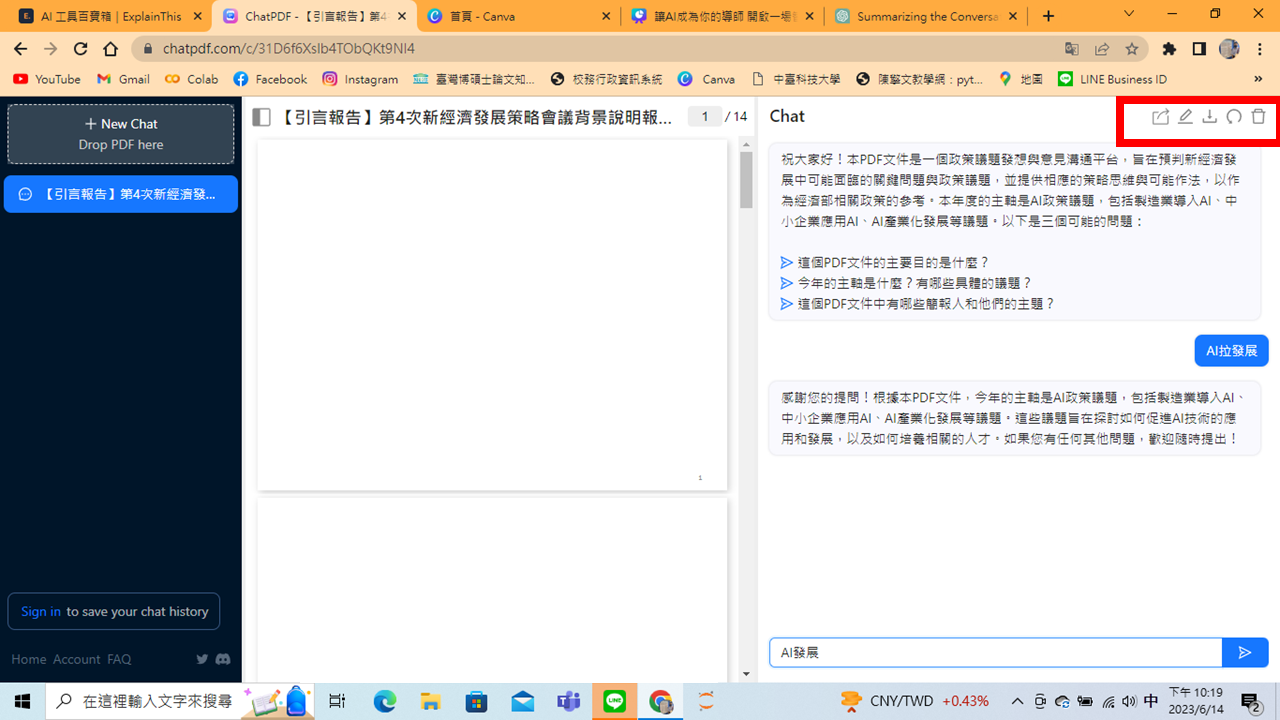 AI 工具百寶箱 | ExplainThis
ChatPDF - 【引言報告】第4
首頁 - Canva
讓AI成為你的導師 開啟一場
Summarizing the Conversa
chatpdf.com/c/31D6f6XsIb4TObQKt9NI4
YouTube
Gmail
Colab
Facebook
Instagram
臺灣博碩士論文知...
校務行政資訊系統
Canva
中臺科技大學
陳擎文教學網：pyt...
地圖
LINE Business ID
»
+ New Chat
Drop PDF here
【引言報告】第4次新經濟發...
Sign in to save your chat history
Home Account FAQ
【引言報告】第4次新經濟發展策略會議背景說明報...
1 / 14
1
Chat
祝大家好！本PDF文件是一個政策議題發想與意見溝通平台，旨在預判新經濟發
展中可能面臨的關鍵問題與政策議題，並提供相應的策略思維與可能作法，以作
為經濟部相關政策的參考。本年度的主軸是AI政策議題，包括製造業導入AI、中
小企業應用AI、AI產業化發展等議題。以下是三個可能的問題：
這個PDF文件的主要目的是什麼？
今年的主軸是什麼？有哪些具體的議題？
這個PDF文件中有哪些簡報人和他們的主題？
AI拉發展
感謝您的提問！根據本PDF文件，今年的主軸是AI政策議題，包括製造業導入AI、
中小企業應用AI、AI產業化發展等議題。這些議題旨在探討如何促進AI技術的應
用和發展，以及如何培養相關的人才。如果您有任何其他問題，歡迎隨時提出！
AI發展
在這裡輸入文字來搜尋
LINE
CNY/TWD +0.43%
中
下午 10:19
2023/6/14
2